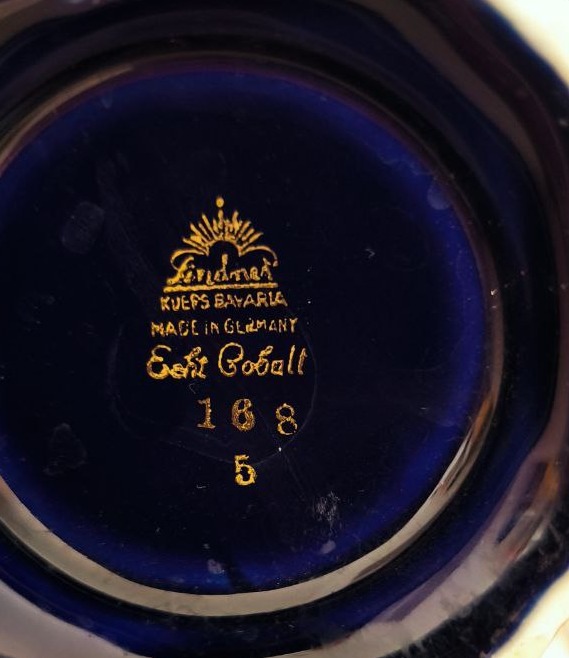 Lindner
KUEPS BAVARIA
MADE IN GERMANY
Echt Cobalt
168
5